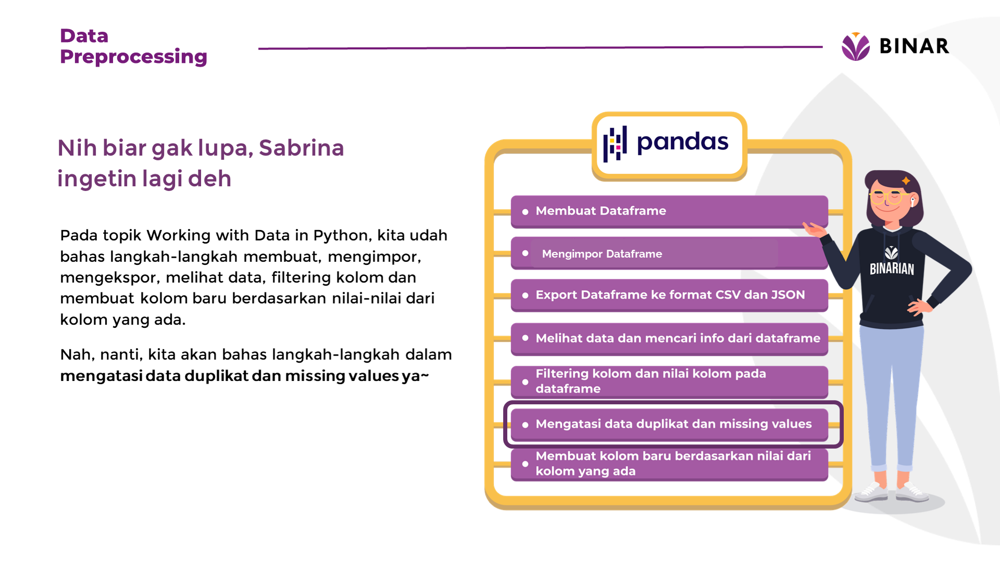 Data
Preprocessing
BINAR
Nih biar gak lupa, Sabrina
ingetin lagi deh
Pada topik Working with Data in Python, kita udah
bahas langkah-langkah membuat, mengimpor,
mengekspor, melihat data, filtering kolom dan
membuat kolom baru berdasarkan nilai-nilai dari
kolom yang ada.
Nah, nanti, kita akan bahas langkah-langkah dalam
mengatasi data duplikat dan missing values ya~
pandas
Membuat Dataframe
Mengimpor Dataframe
Export Dataframe ke format CSV dan JSON
Melihat data dan mencari info dari dataframe
Filtering kolom dan nilai kolom pada
dataframe
Mengatasi data duplikat dan missing values
Membuat kolom baru berdasarkan nilai dari
kolom yang ada
BINARIAN